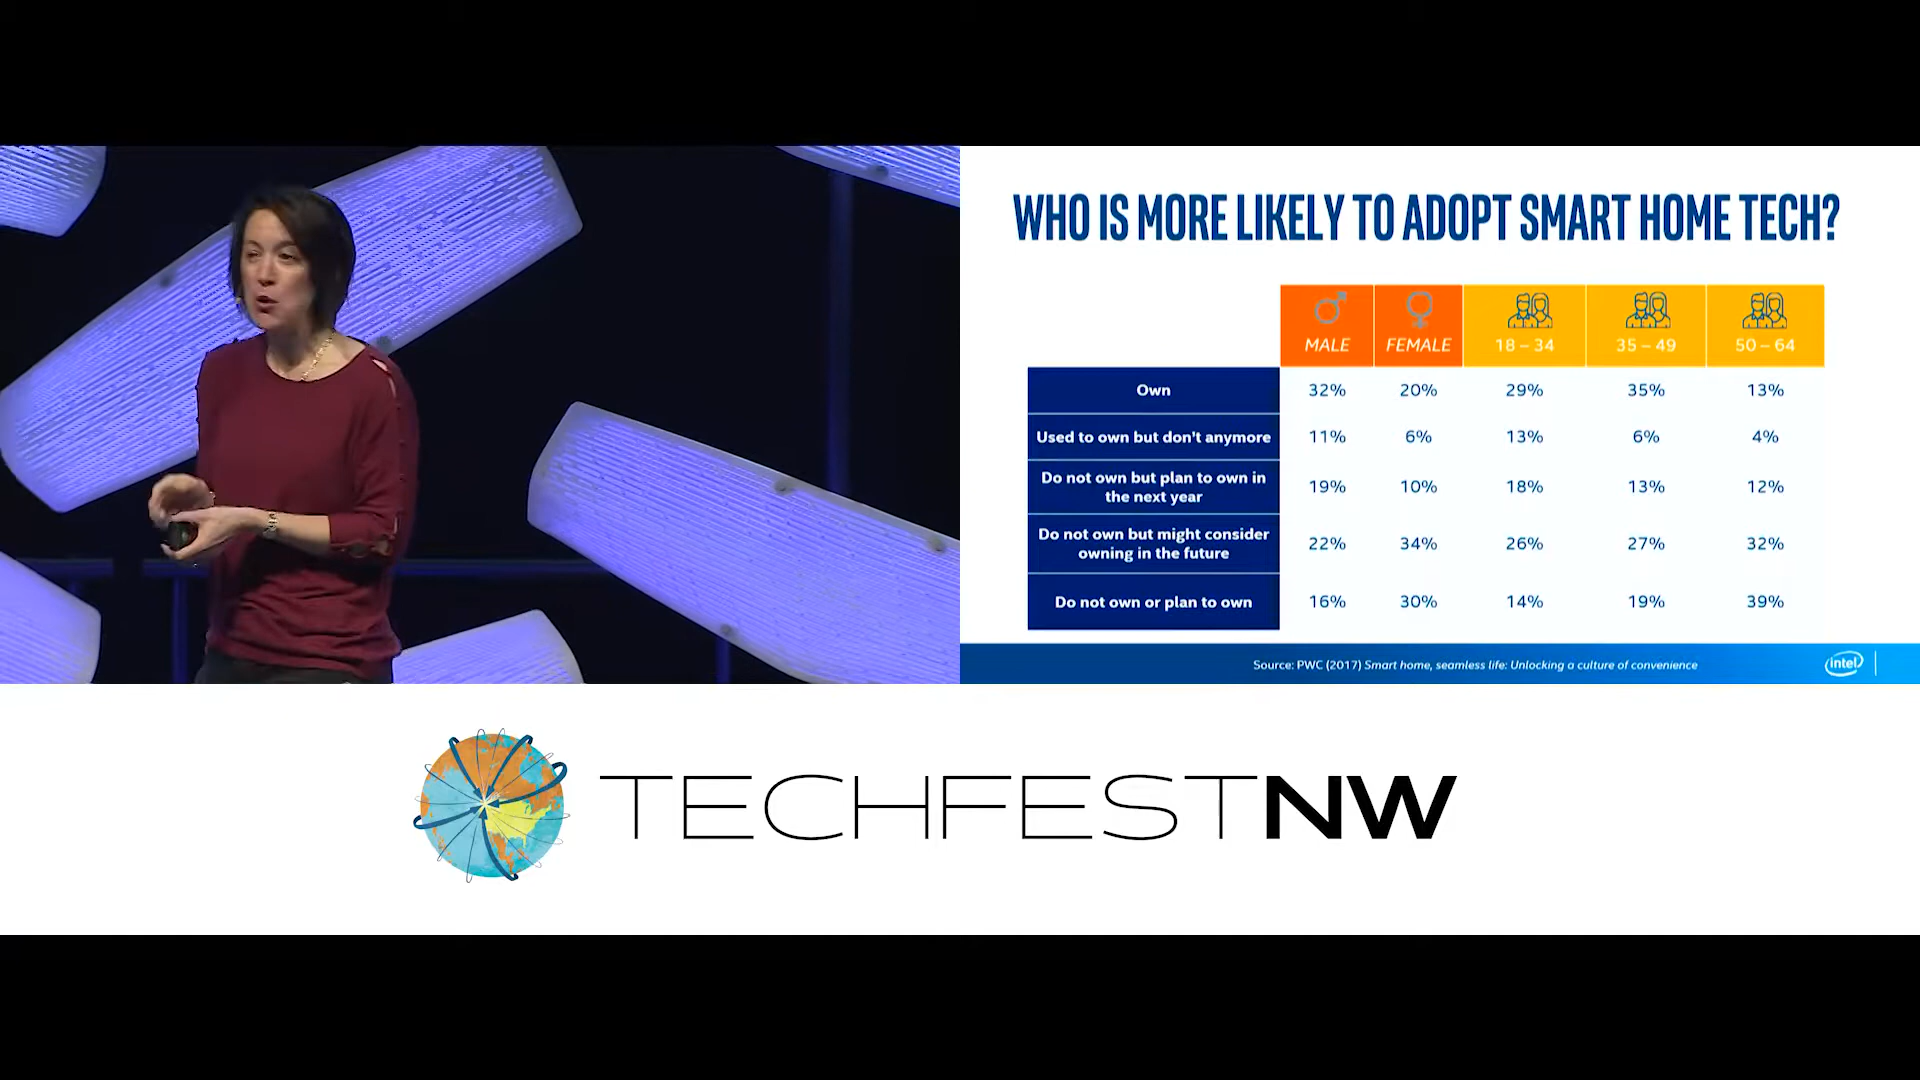 WHO IS MORE LIKELY TO ADOPT SMART HOME TECH?
MALE FEMALE 18 – 34 35 – 49 50 – 64
Own 32% 20% 29% 35% 13%
Used to own but don't anymore 11% 6% 13% 6% 4%
Do not own but plan to own in
the next year 19% 10% 18% 13% 12%
Do not own but might consider
owning in the future 22% 34% 26% 27% 32%
Do not own or plan to own 16% 30% 14% 19% 39%
Source: PWC (2017) Smart home, seamless life: Unlocking a culture of convenience
intel
TECHFESTNW